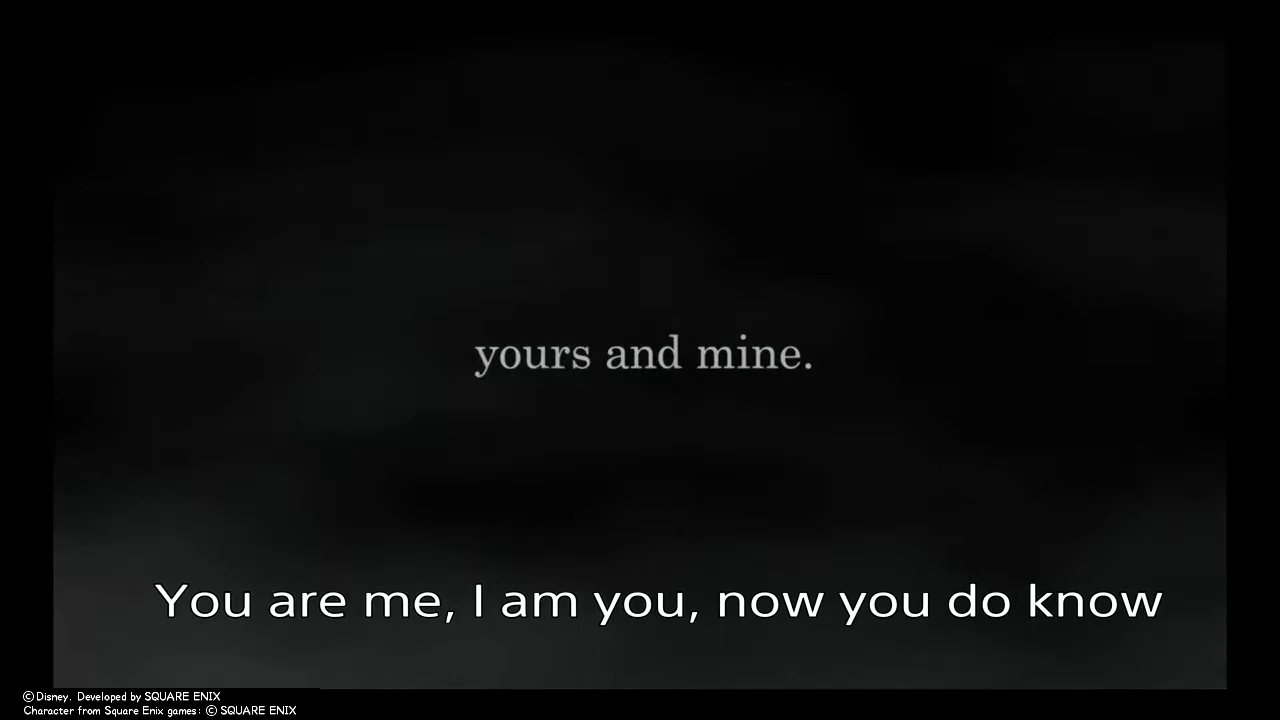 yours and mine.
You are me, I am you, now you do know
©Disney. Developed by SQUARE ENIX
Character from Square Enix games: © SQUARE ENIX